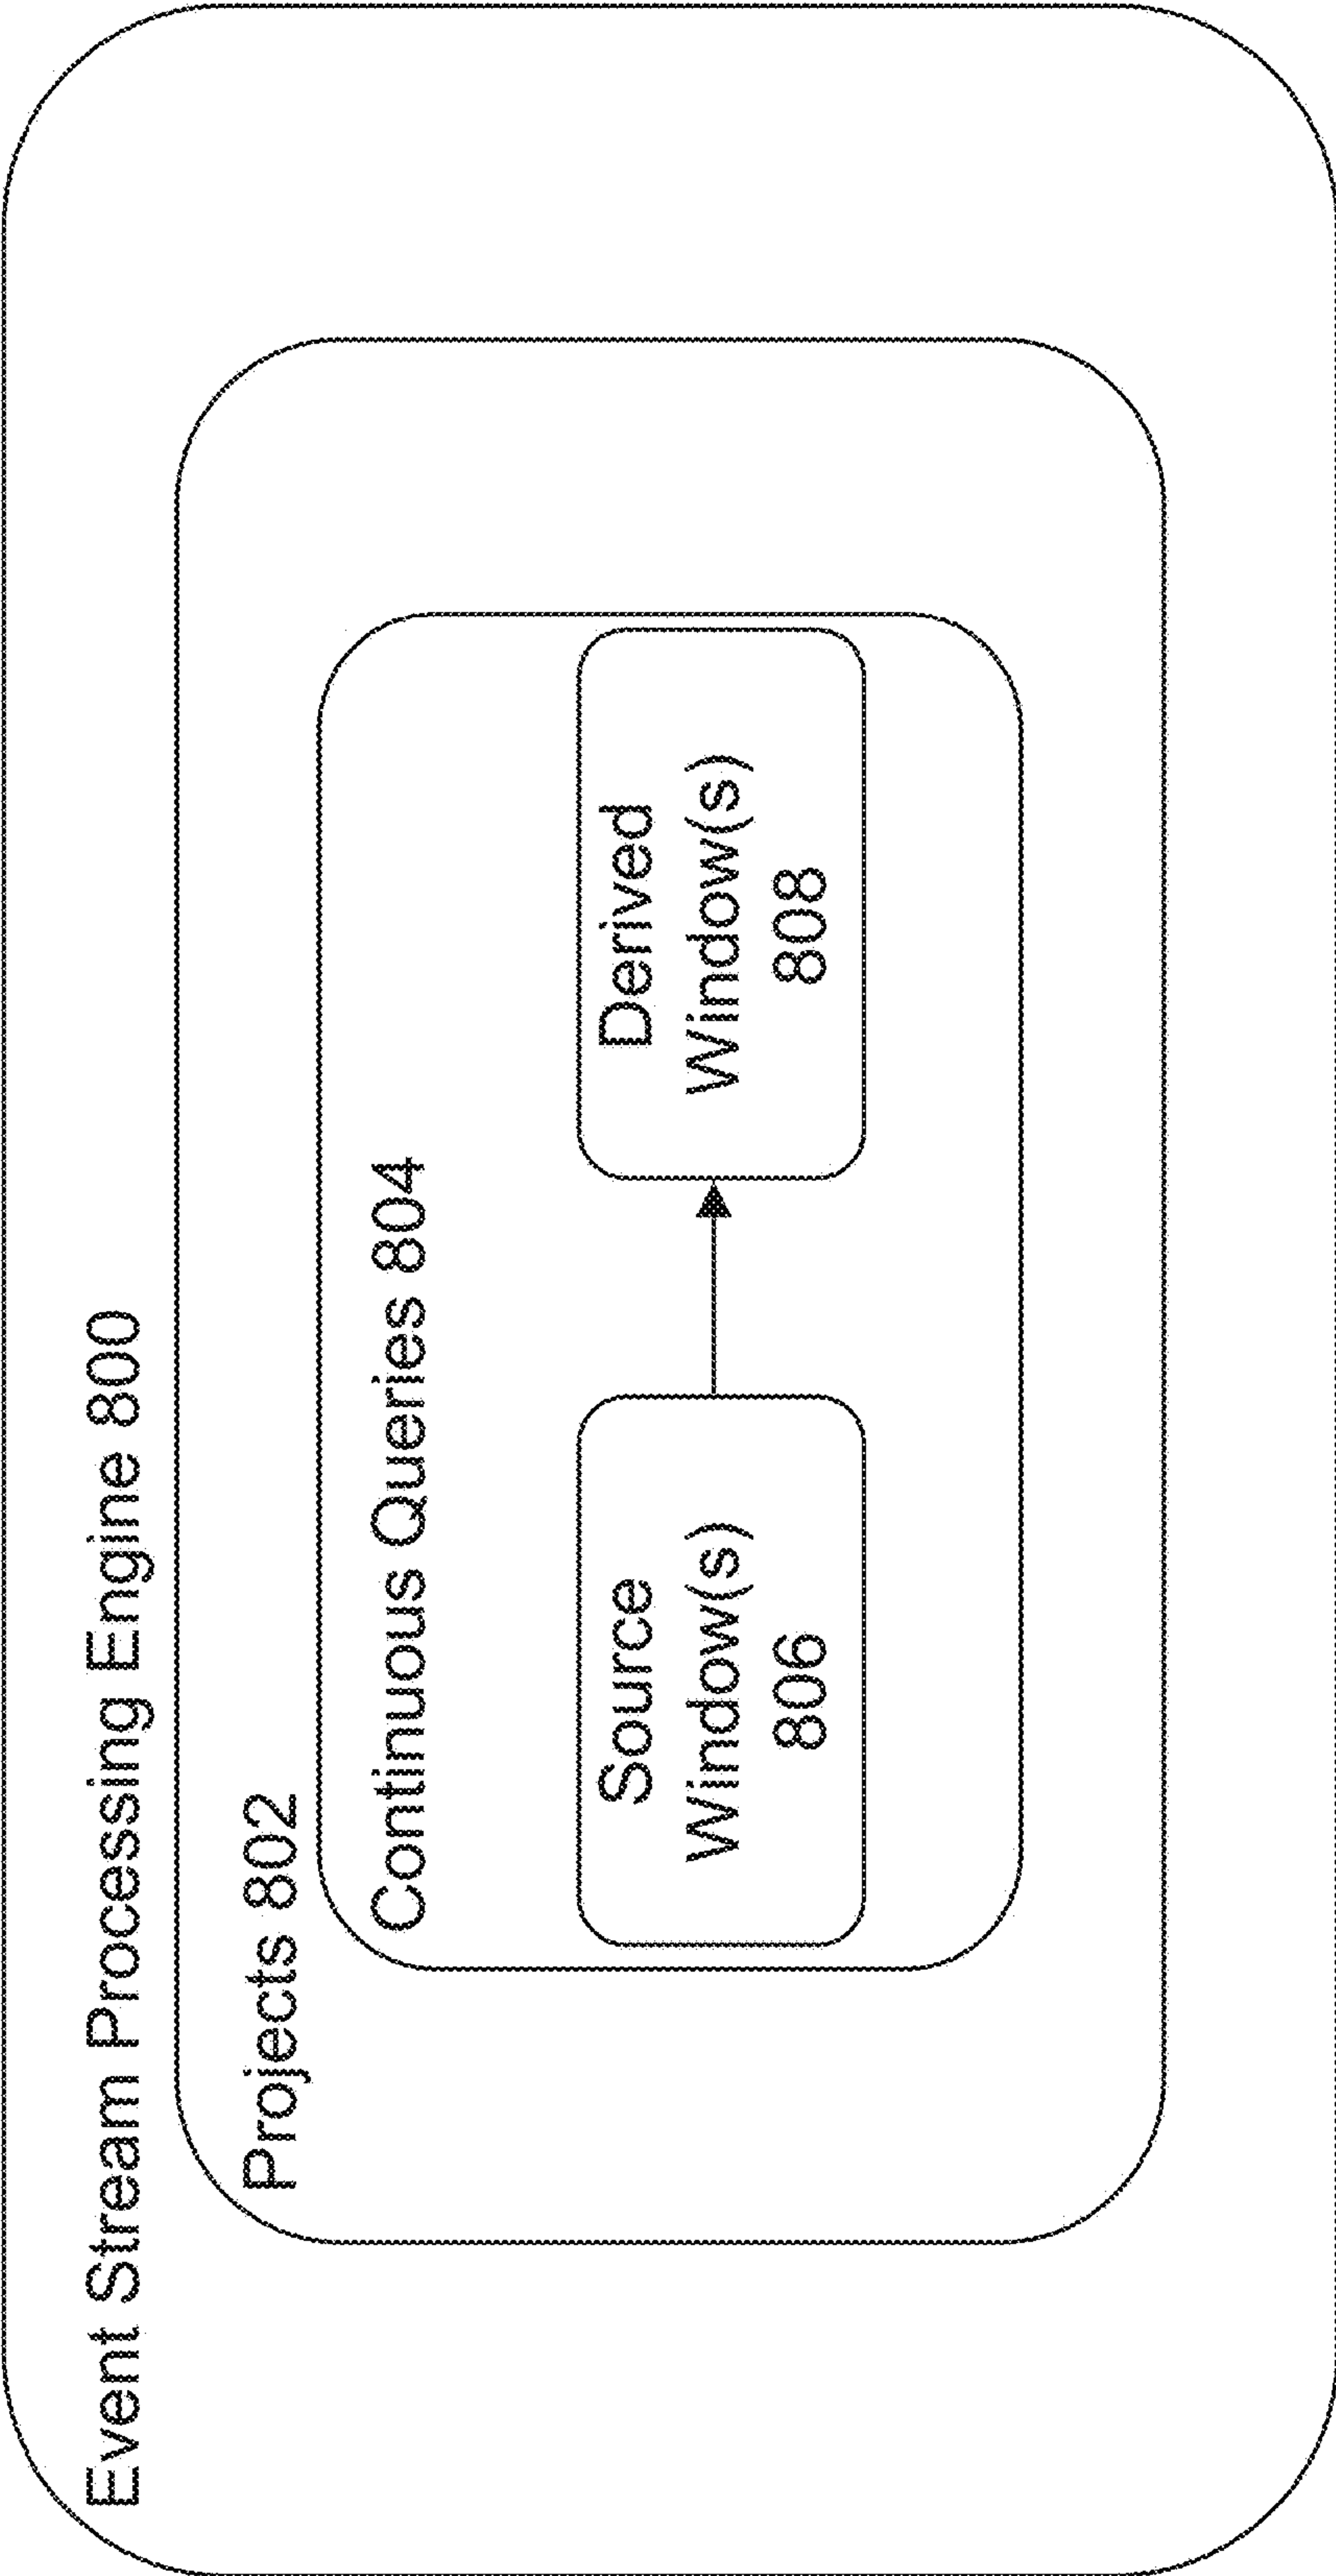 Event Stream Processing Engine 800
Projects 802
Continuous Queries 804
Source
Window(s)
806
Derived
Window(s)
808